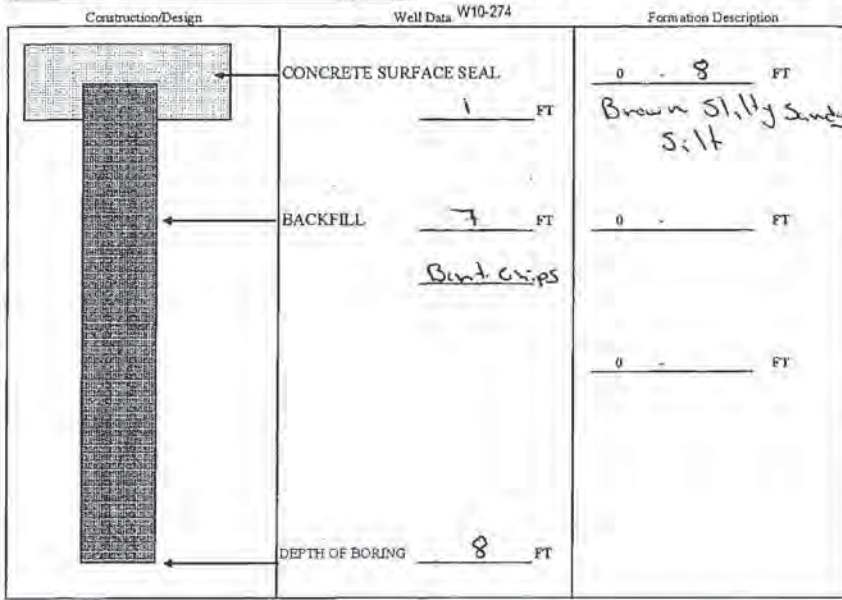 Construction/Design
Well Data W10-274
Formation Description
CONCRETE SURFACE SEAL
1 FT
0 - 8 FT
Brown Silty Sandy
Silt
BACKFILL 7 FT
0 - FT
Bent. Chips
0 - FT
DEPTH OF BORING 8 FT